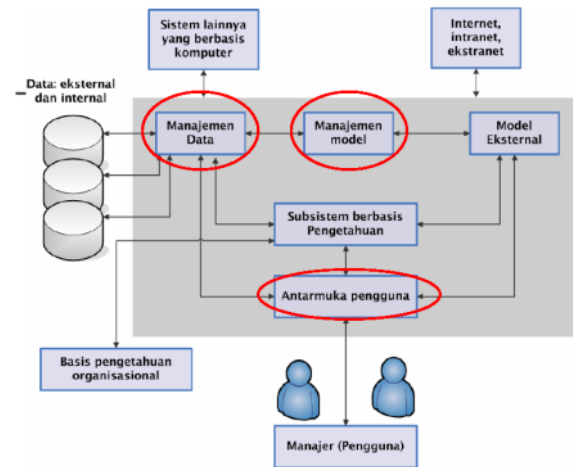 Sistem lainnya
yang berbasis
komputer
Internet,
intranet,
ekstranet
Data: eksternal
dan internal
Manajemen
Data
Manajemen
model
Model
Eksternal
Subsistem berbasis
Pengetahuan
Antarmuka pengguna
Basis pengetahuan
organisasional
Manajer (Pengguna)